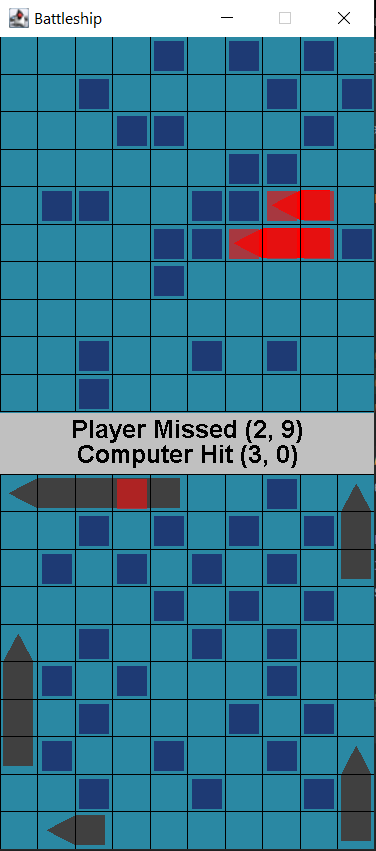 Battleship
Player Missed (2, 9)
Computer Hit (3, 0)